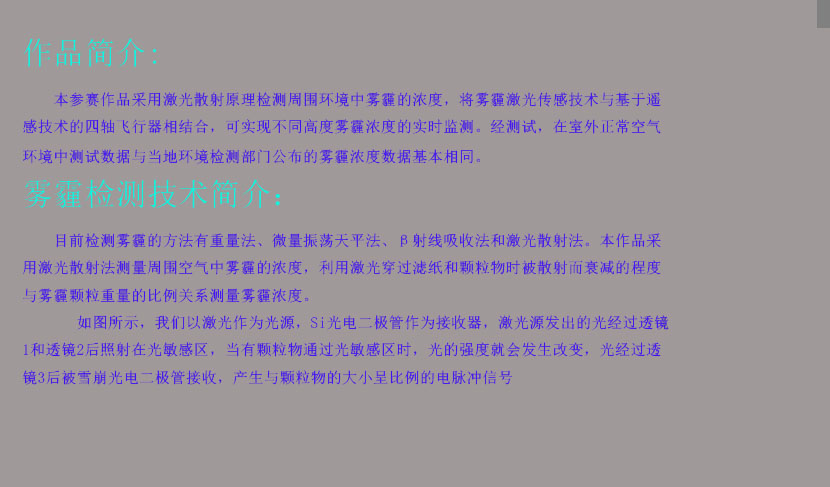 作品简介:
本参赛作品采用激光散射原理检测周围环境中雾霾的浓度，将雾霾激光传感技术与基于遥
感技术的四轴飞行器相结合，可实现不同高度雾霾浓度的实时监测。经测试，在室外正常空气
环境中测试数据与当地环境检测部门公布的雾霾浓度数据基本相同。
雾霾检测技术简介：
目前检测雾霾的方法有重量法、微量振荡天平法、β射线吸收法和激光散射法。本作品采
用激光散射法测量周围空气中雾霾的浓度，利用激光穿过滤纸和颗粒物时被散射而衰减的程度
与雾霾颗粒重量的比例关系测量雾霾浓度。
如图所示，我们以激光作为光源，Si光电二极管作为接收器，激光源发出的光经过透镜
1和透镜2后照射在光敏感区，当有颗粒物通过光敏感区时，光的强度就会发生改变，光经过透
镜3后被雪崩光电二极管接收，产生与颗粒物的大小呈比例的电脉冲信号